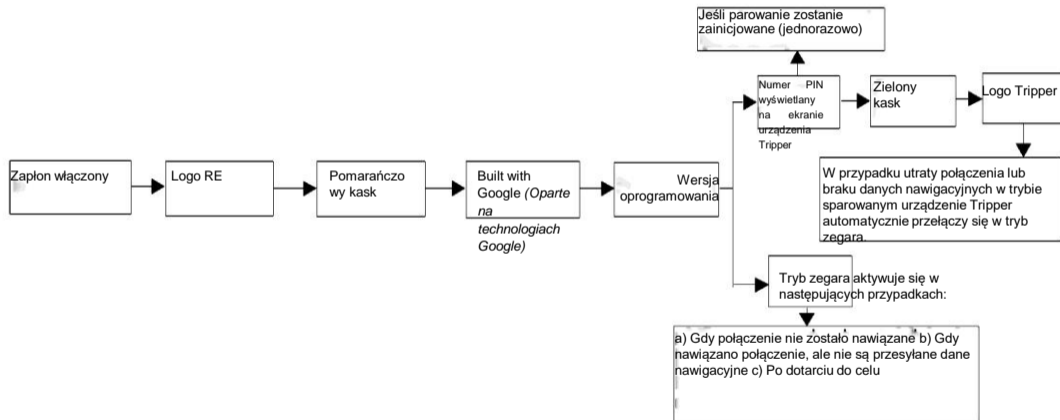 Jeśli parowanie zostanie
zainicjowane (jednorazowo)
Numer PIN
wyświetlany
na ekranie
urządzenia
Tripper
Zielony
kask
Logo Tripper
Zapłon włączony
Logo RE
Pomarańczo
wy kask
Built with
Google (Oparte
na
technologiach
Google)
Wersja
oprogramowania
W przypadku utraty połączenia lub
braku danych nawigacyjnych w trybie
sparowanym urządzenie Tripper
automatycznie przełączy się w tryb
zegara.
Tryb zegara aktywuje się w
następujących przypadkach:
a) Gdy połączenie nie zostało nawiązane b) Gdy
nawiązano połączenie, ale nie są przesyłane dane
nawigacyjne c) Po dotarciu do celu